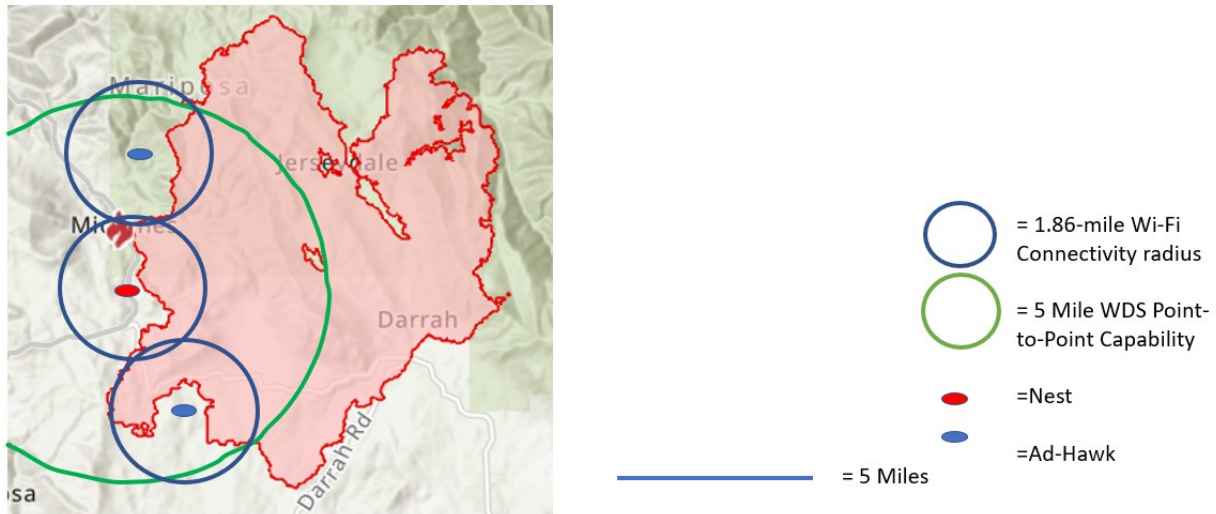 Mariposa
Jerseydale
Darrah
Darrah Rd
= 1.86-mile Wi-Fi
Connectivity radius
= 5 Mile WDS Point-
to-Point Capability
=Nest
=Ad-Hawk
= 5 Miles